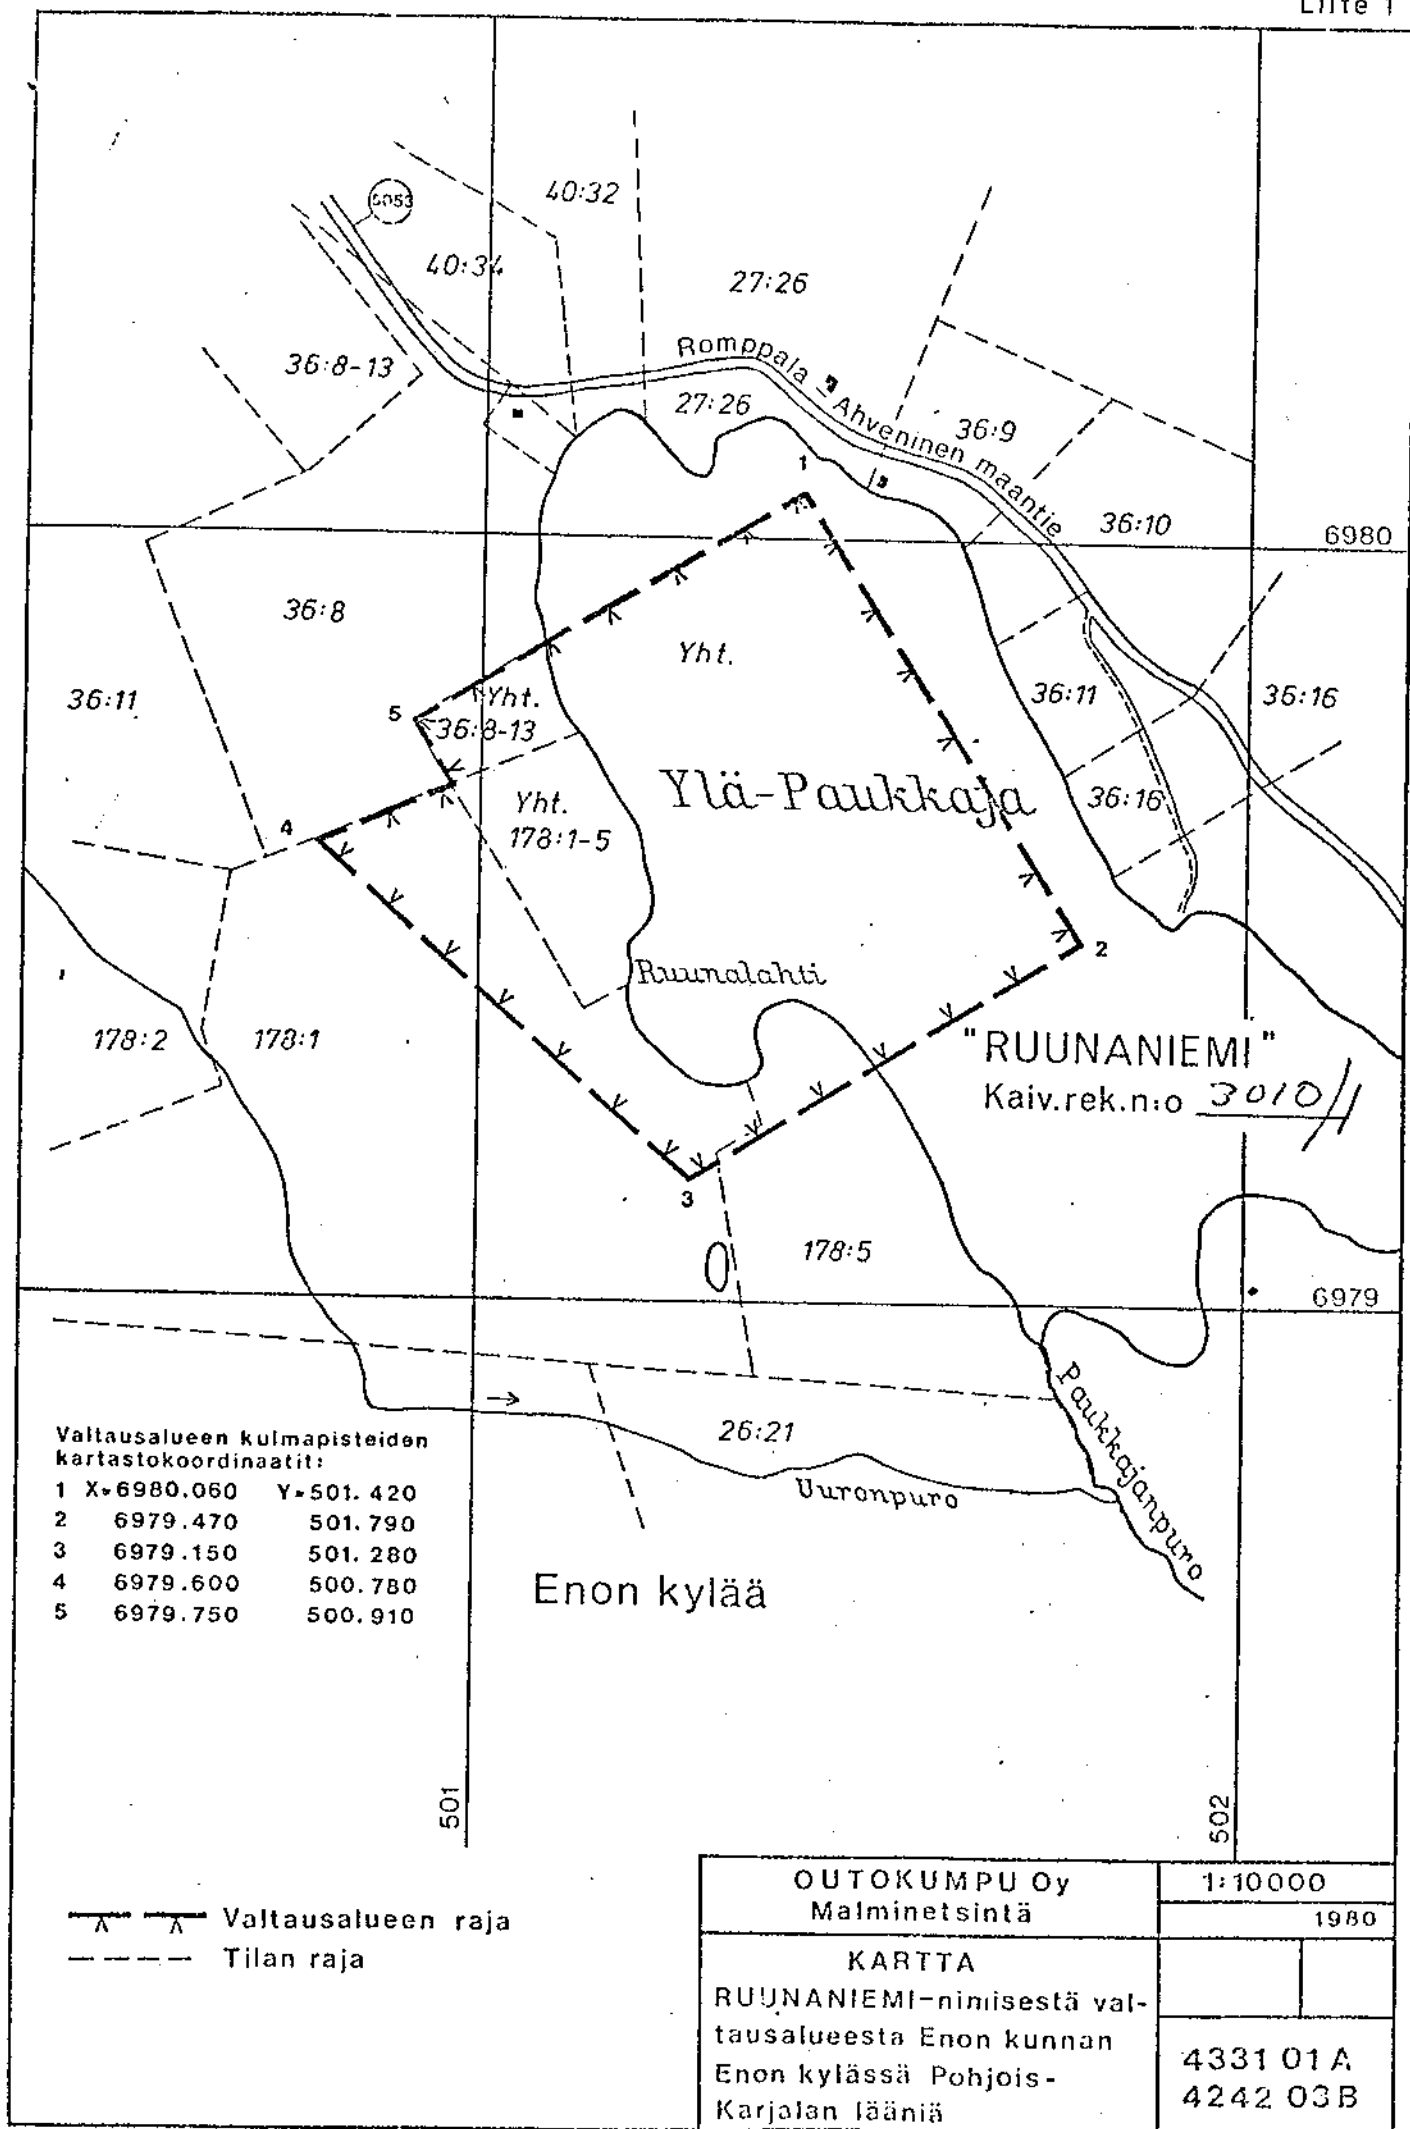 Liite 1
5053
40:32
40:34
27:26
36:8-13
Romppala - Ahveninen maantie
27:26
36:9
1
36:10
6980
36:8
Yht.
36:11
Yht.
36:11
36:16
5
36:8-13
Ylä-Paukkaja
Yht.
36:16
4
178:1-5
2
Ruunalahti
178:2
178:1
"RUUNANIEMI"
Kaiv.rek.n:o 3010/1
3
178:5
6979
Paukkajanpuro
26:21
Uuronpuro
Valtausalueen kulmapisteiden
kartastokoordinaatit:
1 X=6980.060 Y=501.420
2 6979.470 501.790
3 6979.150 501.280
4 6979.600 500.780
5 6979.750 500.910
Enon kylää
501
502
Valtausalueen raja
Tilan raja
OUTOKUMPU Oy
Malminetsintä
1:10000
1980
KARTTA
RUUNANIEMI-nimisestä val-
tausalueesta Enon kunnan
Enon kylässä Pohjois-
Karjalan lääniä
4331 01 A
4242 03 B